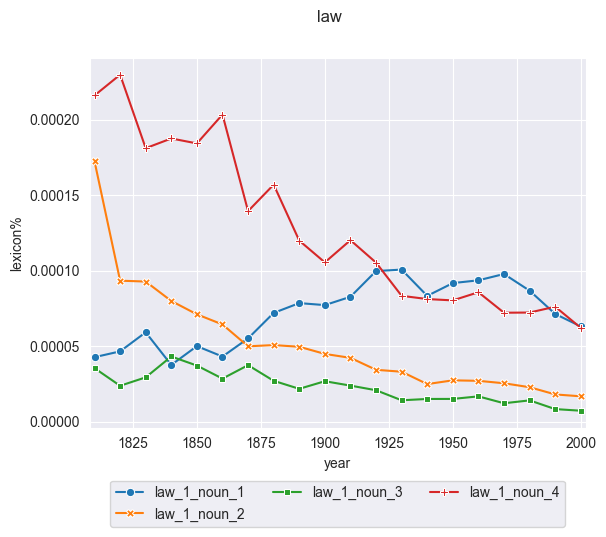 law
0.00020
0.00015
0.00010
0.00005
0.00000
lexicon%
1825 1850 1875 1900 1925 1950 1975 2000
year
law_1_noun_1 law_1_noun_3 law_1_noun_4
law_1_noun_2